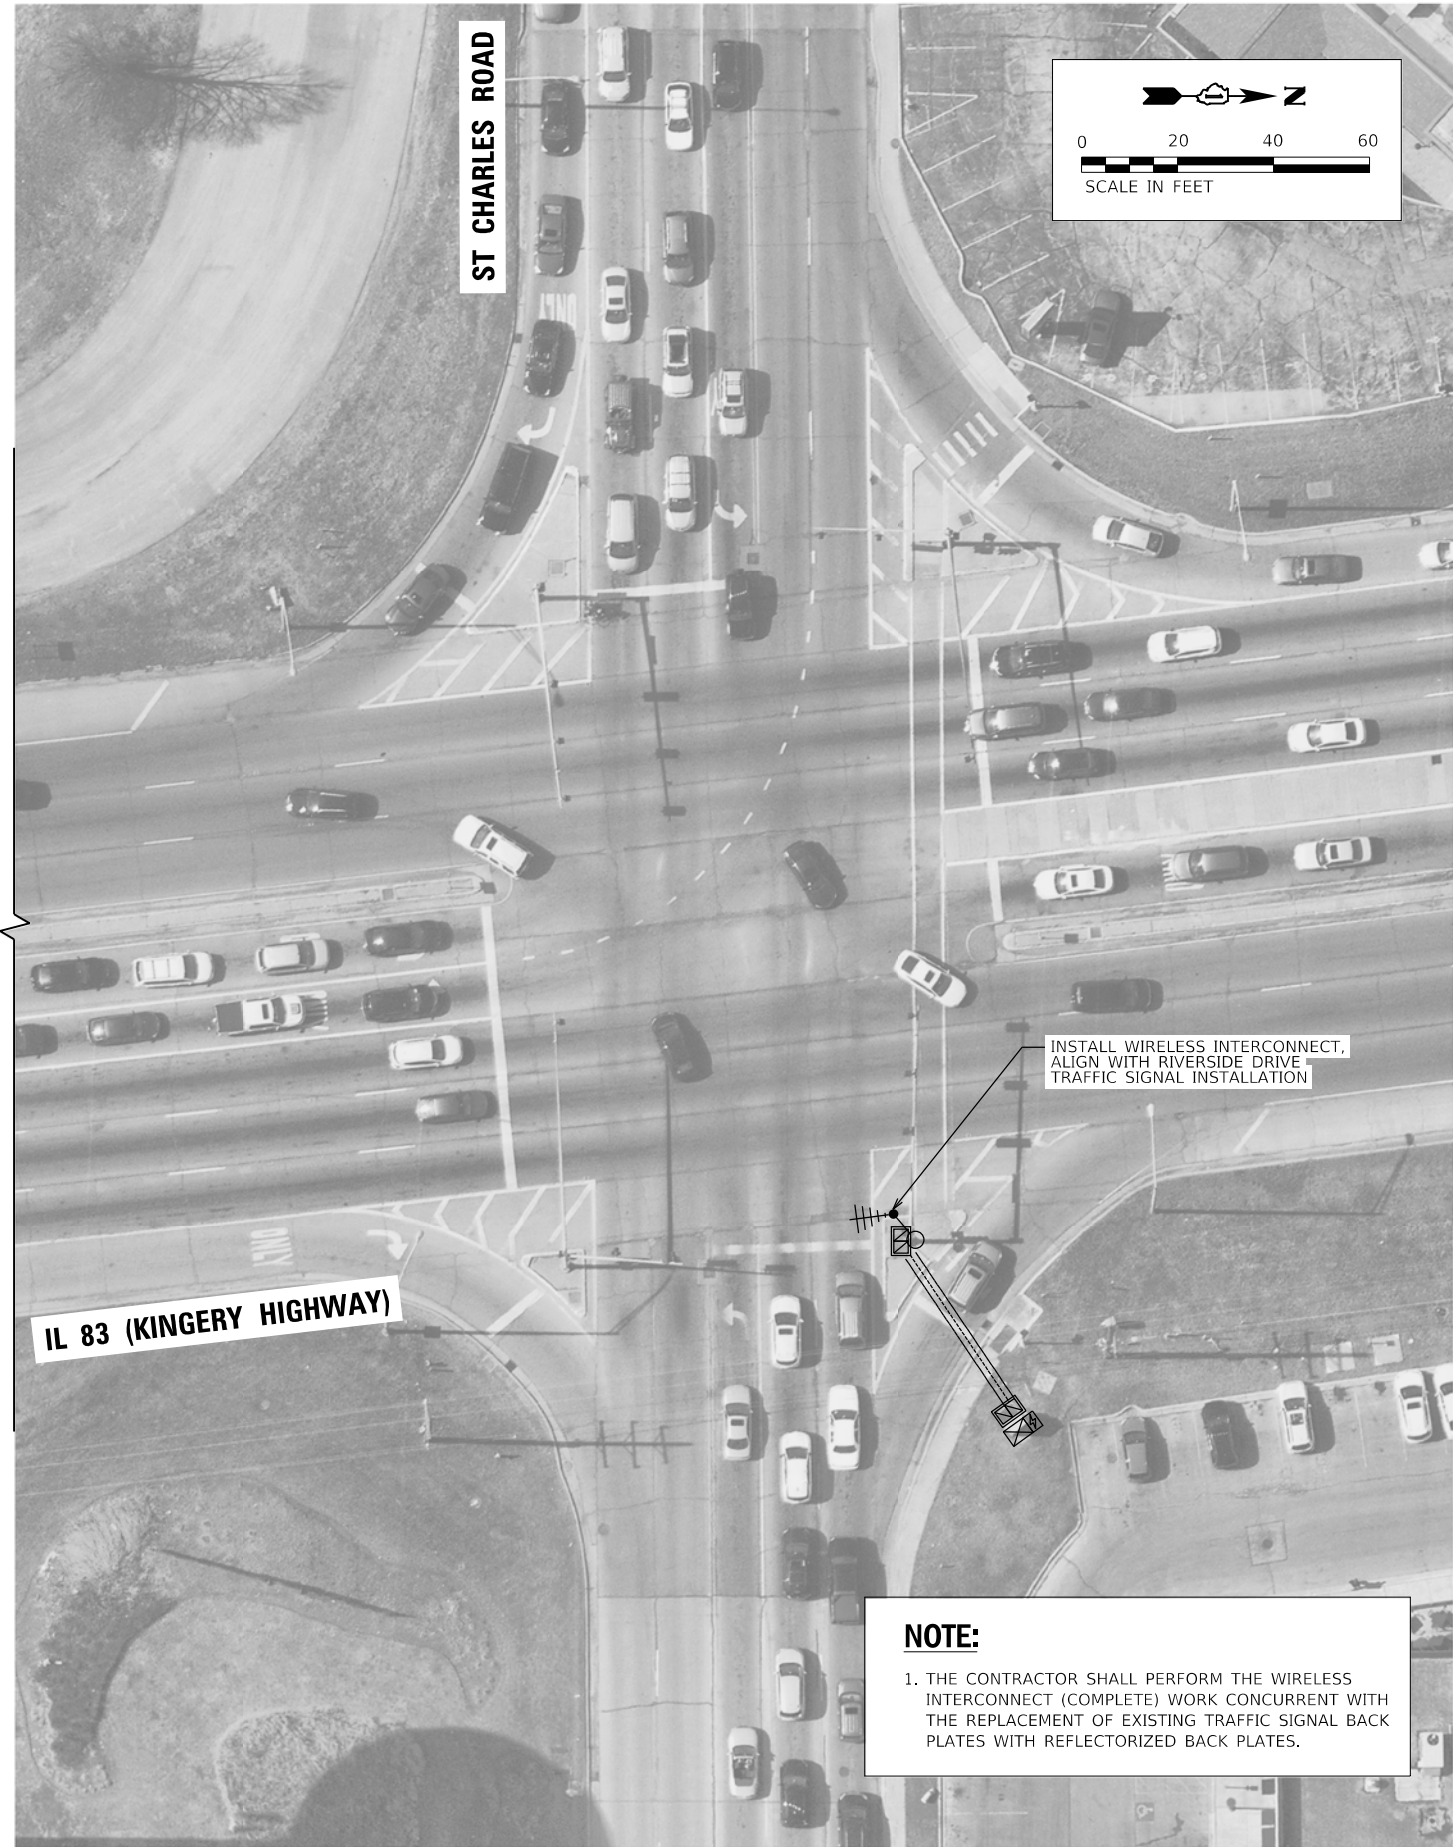 ST CHARLES ROAD
N
0 20 40 60
SCALE IN FEET
ONLY
INSTALL WIRELESS INTERCONNECT,
ALIGN WITH RIVERSIDE DRIVE
TRAFFIC SIGNAL INSTALLATION
ONLY
IL 83 (KINGERY HIGHWAY)
NOTE:
1. THE CONTRACTOR SHALL PERFORM THE WIRELESS
INTERCONNECT (COMPLETE) WORK CONCURRENT WITH
THE REPLACEMENT OF EXISTING TRAFFIC SIGNAL BACK
PLATES WITH REFLECTORIZED BACK PLATES.